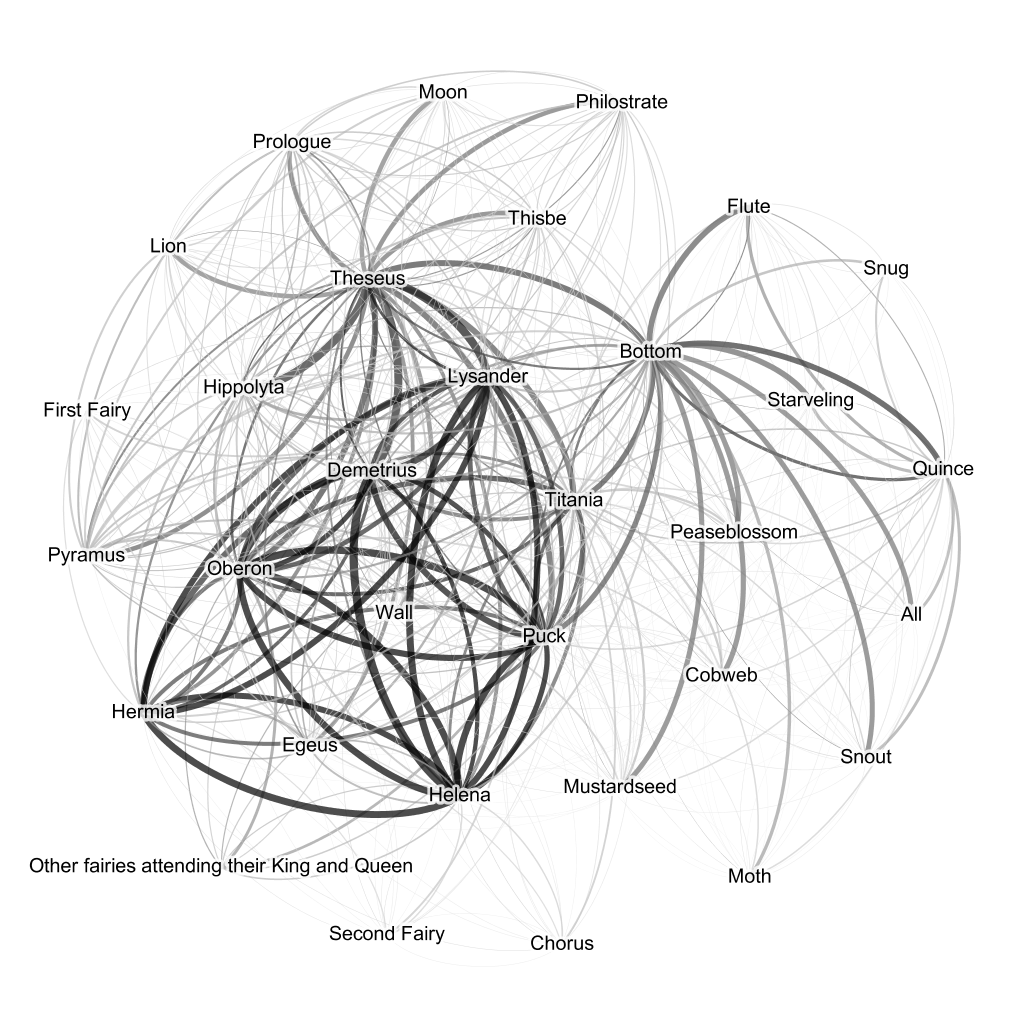 Moon
Philostrate
Prologue
Flute
Thisbe
Lion
Snug
Theseus
Bottom
Lysander
Hippolyta
Starveling
First Fairy
Demetrius
Quince
Titania
Peaseblossom
Pyramus
Oberon
Wall
All
Puck
Cobweb
Hermia
Egeus
Snout
Mustardseed
Helena
Other fairies attending their King and Queen
Moth
Second Fairy
Chorus